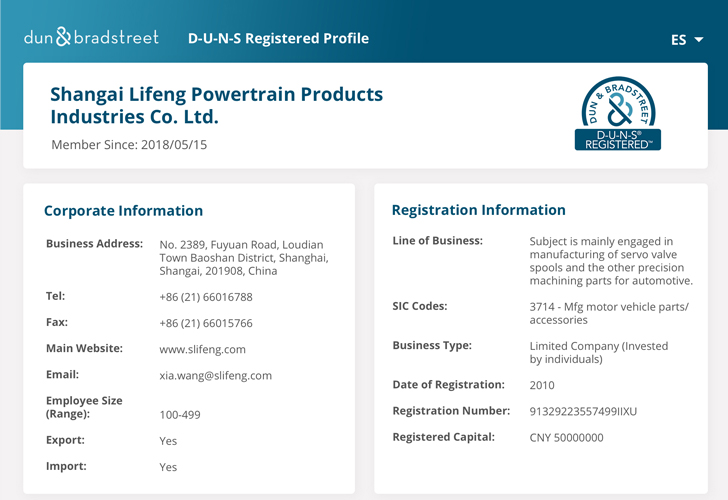 dun & bradstreet
D-U-N-S Registered Profile
ES
Shangai Lifeng Powertrain Products
Industries Co. Ltd.
Member Since: 2018/05/15
DUN & BRADSTREET
D-U-N-S®
REGISTERED™
Corporate Information
Business Address: No. 2389, Fuyuan Road, Loudian
Town Baoshan District, Shanghai,
Shangai, 201908, China
Tel: +86 (21) 66016788
Fax: +86 (21) 66015766
Main Website: www.slifeng.com
Email: xia.wang@slifeng.com
Employee Size
(Range): 100-499
Export: Yes
Import: Yes
Registration Information
Line of Business: Subject is mainly engaged in
manufacturing of servo valve
spools and the other precision
machining parts for automotive.
SIC Codes: 3714 - Mfg motor vehicle parts/
accessories
Business Type: Limited Company (Invested
by individuals)
Date of Registration: 2010
Registration Number: 91329223557499IIXU
Registered Capital: CNY 50000000